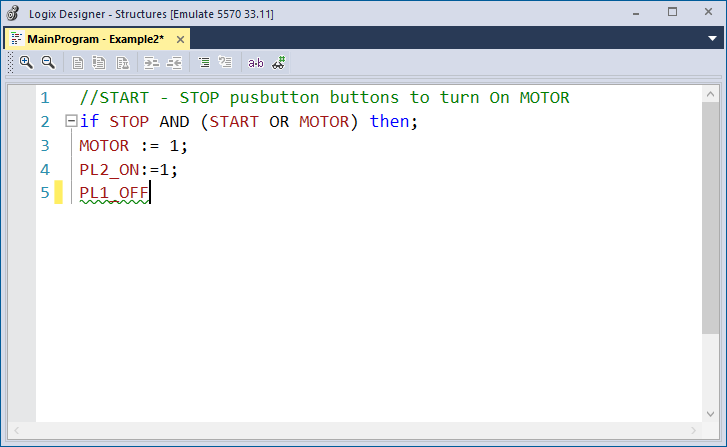 Logix Designer - Structures [Emulate 5570 33.11]
MainProgram - Example2*
a+b
1 //START - STOP pusbutton buttons to turn On MOTOR
2 if STOP AND (START OR MOTOR) then;
3 MOTOR := 1;
4 PL2_ON:=1;
5 PL1_OFF